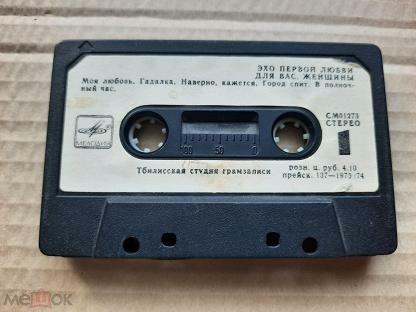 ЭХО ПЕРВОЙ ЛЮБВИ
ДЛЯ ВАС, ЖЕНЩИНЫ
Моя любовь. Гадалка. Наверно, кажется. Город спит. В полноч-
ный час.
СМ01273
СТЕРЕО
1
МЕЛОДИЯ
100 50 0
Тбилисская студия грамзаписи
розн. ц. руб. 4.10
прейск. 137—1973/74
Мешок